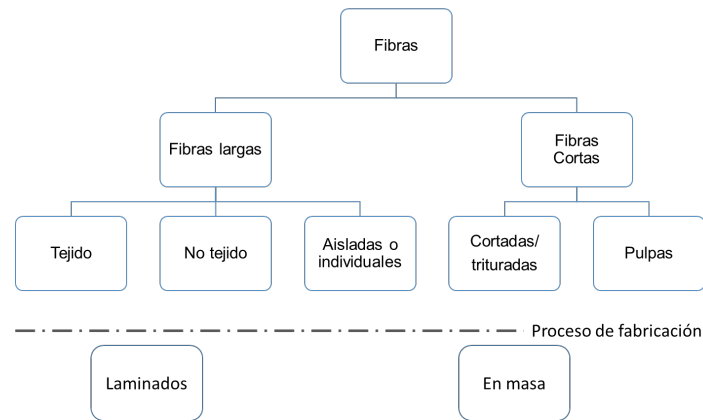 Fibras
Fibras largas
Fibras
Cortas
Tejido
No tejido
Aisladas o
individuales
Cortadas/
trituradas
Pulpas
Proceso de fabricación
Laminados
En masa